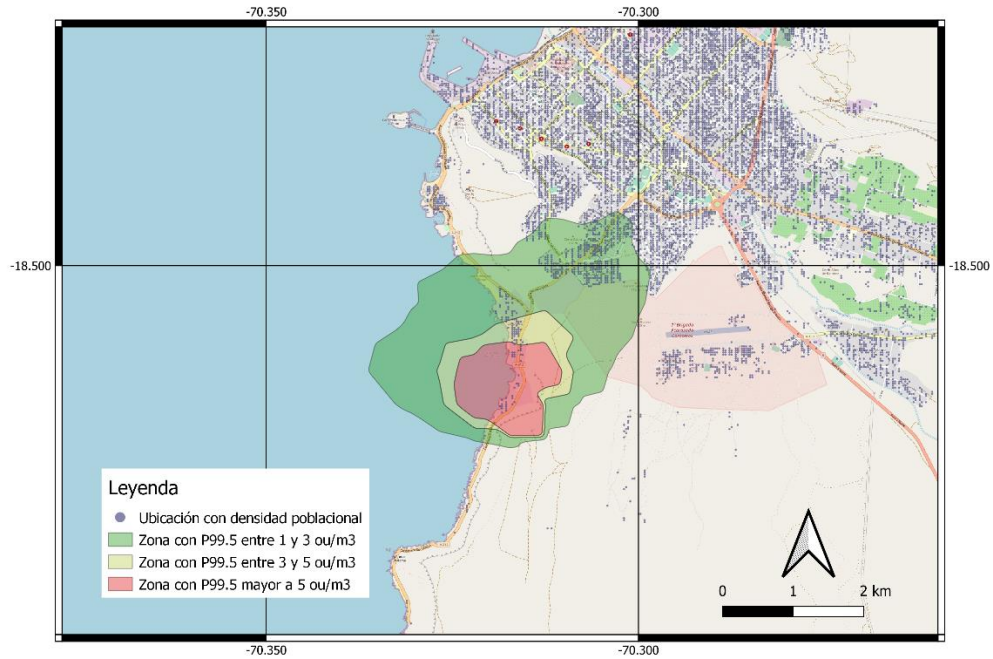 -70.350
-70.300
-18.500
-18.500
Leyenda
Ubicación con densidad poblacional
Zona con P99.5 entre 1 y 3 ou/m3
Zona con P99.5 entre 3 y 5 ou/m3
Zona con P99.5 mayor a 5 ou/m3
0
1
2 km
-70.350
-70.300